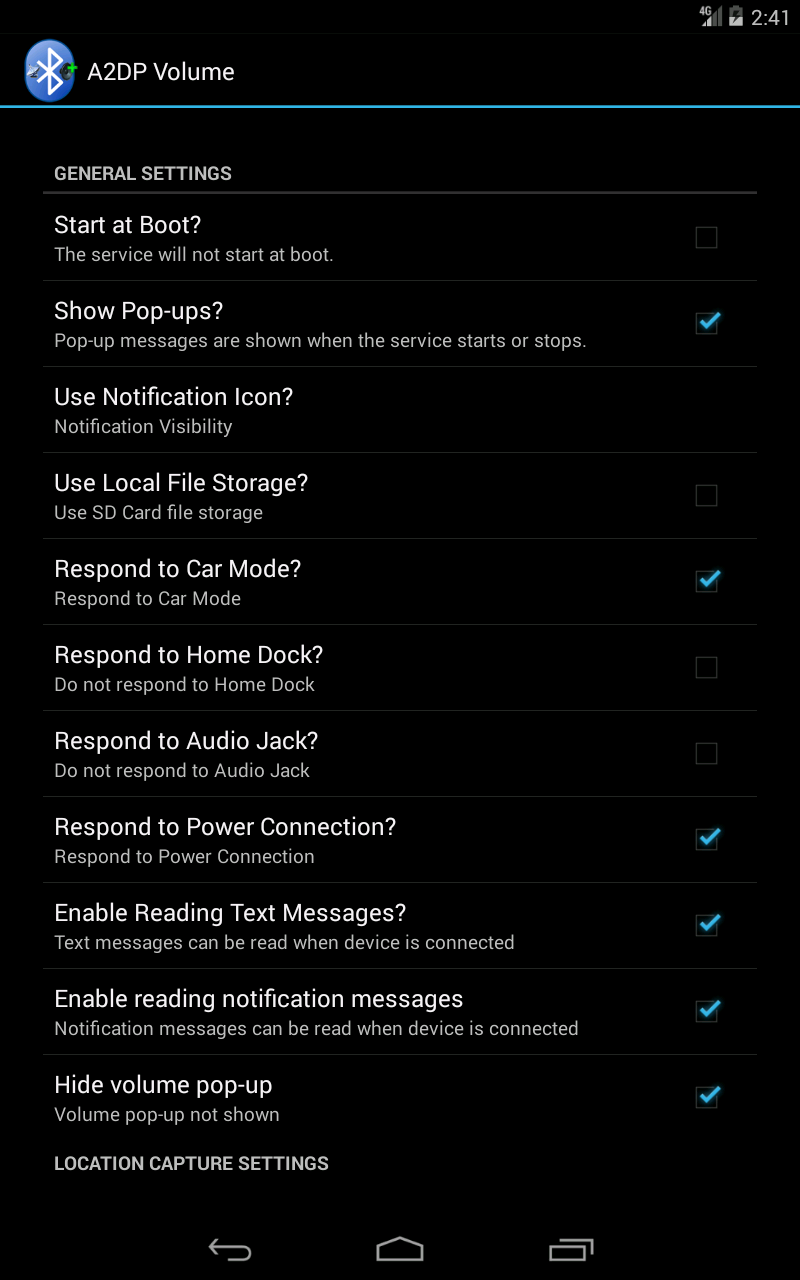 4G 2:41
A2DP Volume
GENERAL SETTINGS
Start at Boot?
The service will not start at boot.
Show Pop-ups?
Pop-up messages are shown when the service starts or stops.
Use Notification Icon?
Notification Visibility
Use Local File Storage?
Use SD Card file storage
Respond to Car Mode?
Respond to Car Mode
Respond to Home Dock?
Do not respond to Home Dock
Respond to Audio Jack?
Do not respond to Audio Jack
Respond to Power Connection?
Respond to Power Connection
Enable Reading Text Messages?
Text messages can be read when device is connected
Enable reading notification messages
Notification messages can be read when device is connected
Hide volume pop-up
Volume pop-up not shown
LOCATION CAPTURE SETTINGS